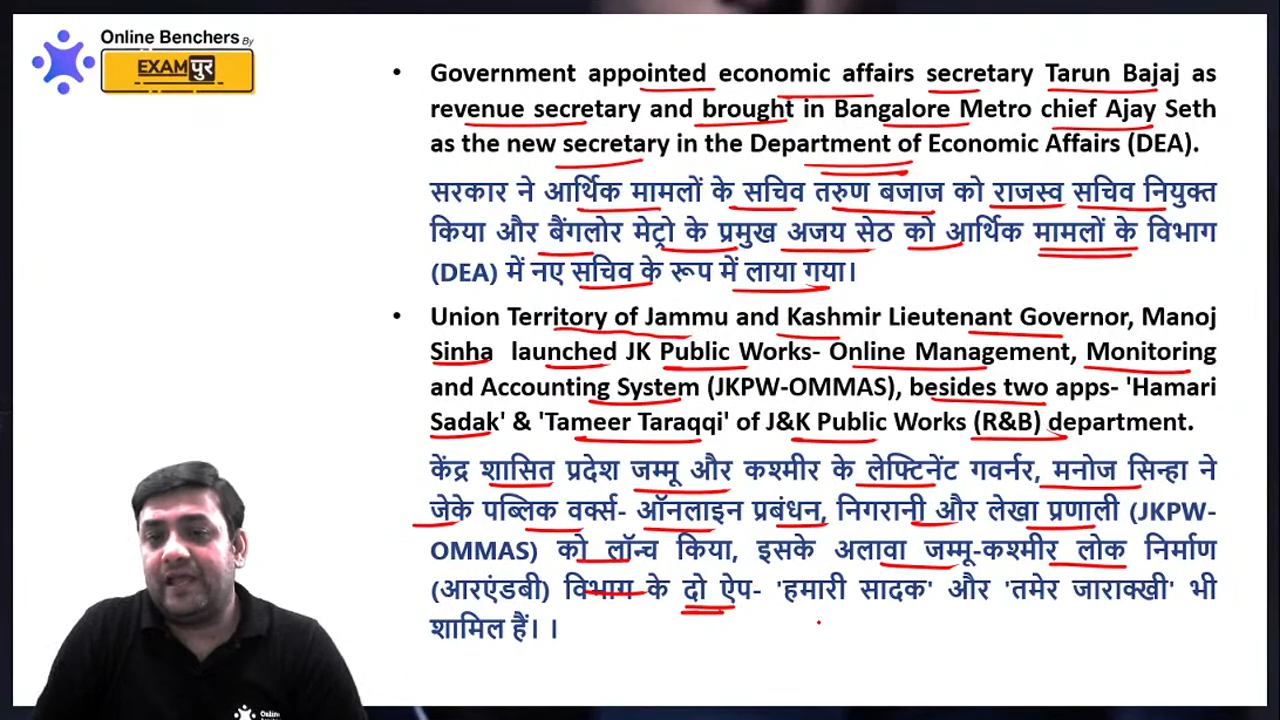 Online Benchers By
EXAMपुर
• Government appointed economic affairs secretary Tarun Bajaj as
revenue secretary and brought in Bangalore Metro chief Ajay Seth
as the new secretary in the Department of Economic Affairs (DEA).
सरकार ने आर्थिक मामलों के सचिव तरुण बजाज को राजस्व सचिव नियुक्त
किया और बैंगलोर मेट्रो के प्रमुख अजय सेठ को आर्थिक मामलों के विभाग
(DEA) में नए सचिव के रूप में लाया गया।
• Union Territory of Jammu and Kashmir Lieutenant Governor, Manoj
Sinha launched JK Public Works- Online Management, Monitoring
and Accounting System (JKPW-OMMAS), besides two apps- 'Hamari
Sadak' & 'Tameer Taraqqi' of J&K Public Works (R&B) department.
केंद्र शासित प्रदेश जम्मू और कश्मीर के लेफ्टिनेंट गवर्नर, मनोज सिन्हा ने
जेके पब्लिक वर्क्स- ऑनलाइन प्रबंधन, निगरानी और लेखा प्रणाली (JKPW-
OMMAS) को लॉन्च किया, इसके अलावा जम्मू-कश्मीर लोक निर्माण
(आरएंडबी) विभाग के दो ऐप- 'हमारी सादक' और 'तमेर जाराक्खी' भी
शामिल हैं। ।
Online